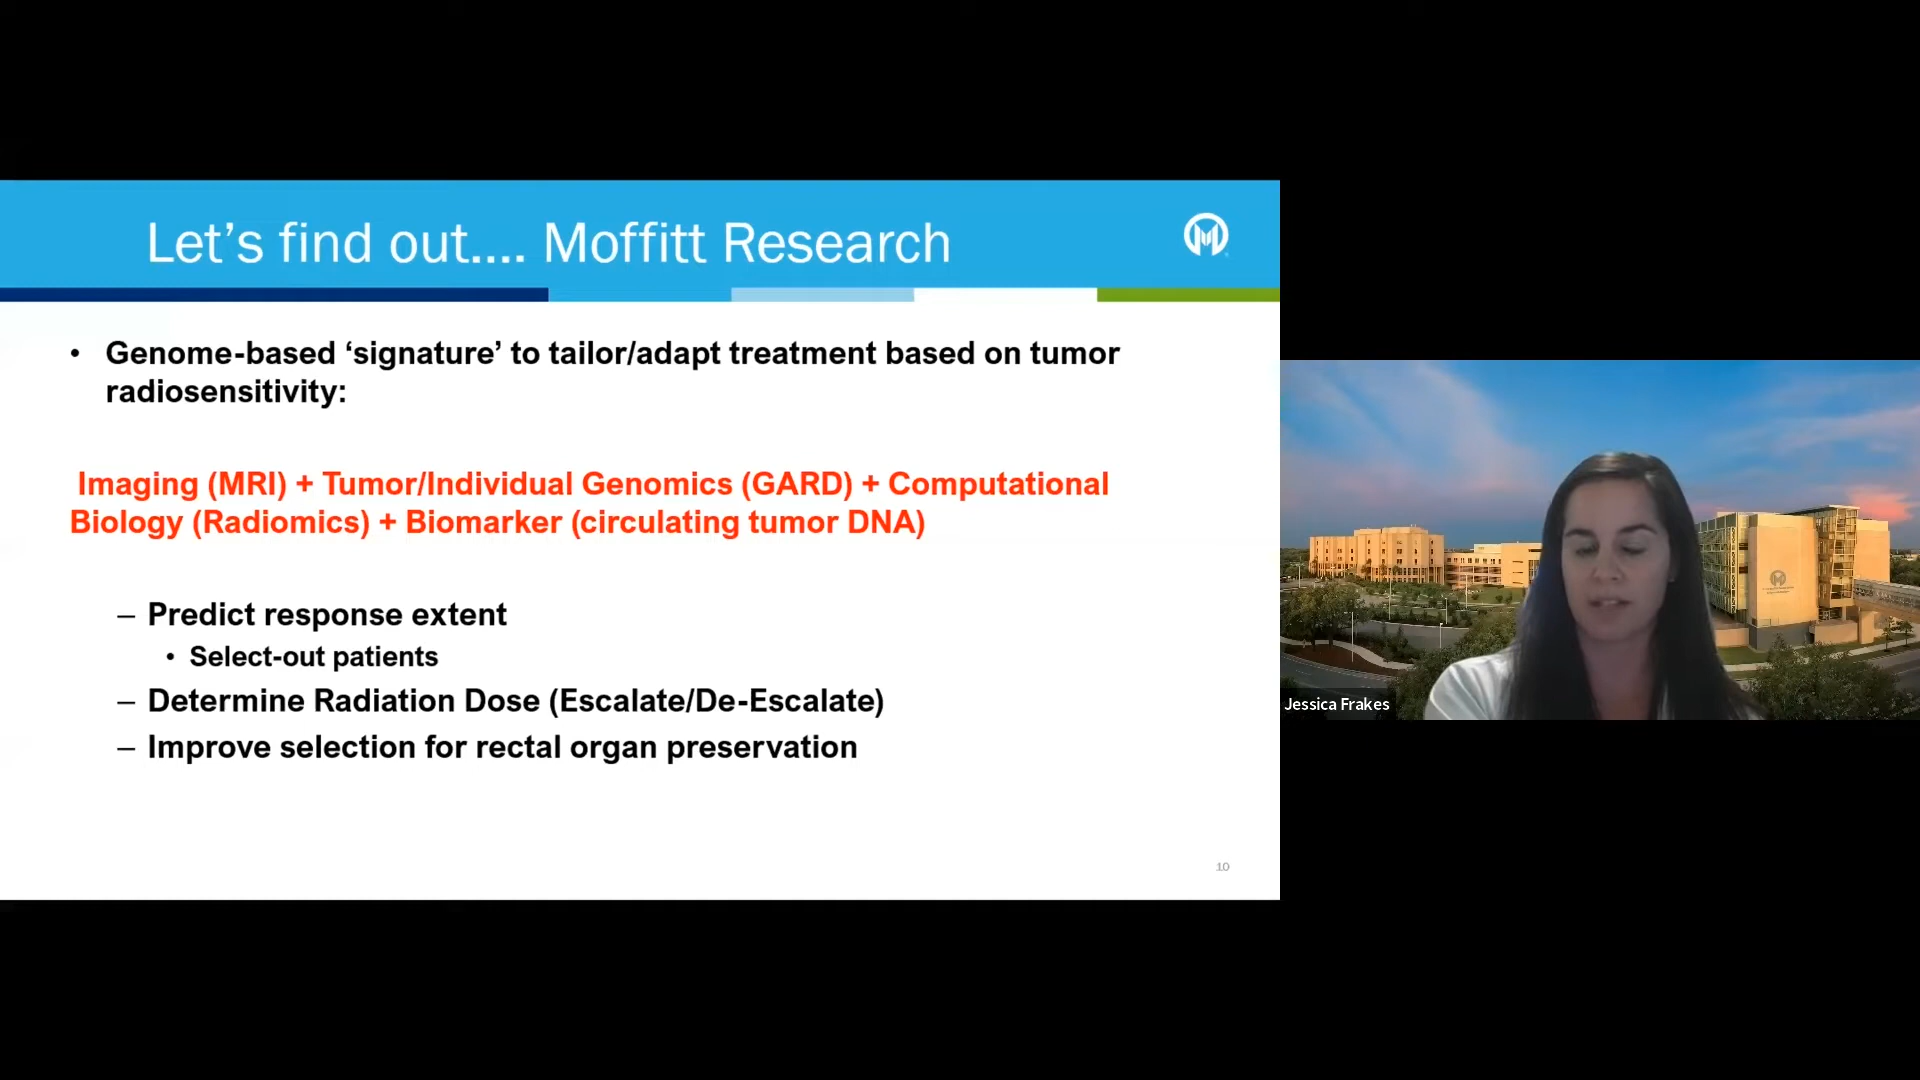 Let’s find out.... Moffitt Research
• Genome-based ‘signature’ to tailor/adapt treatment based on tumor
radiosensitivity:
Imaging (MRI) + Tumor/Individual Genomics (GARD) + Computational
Biology (Radiomics) + Biomarker (circulating tumor DNA)
– Predict response extent
• Select-out patients
– Determine Radiation Dose (Escalate/De-Escalate)
– Improve selection for rectal organ preservation
10
Jessica Frakes